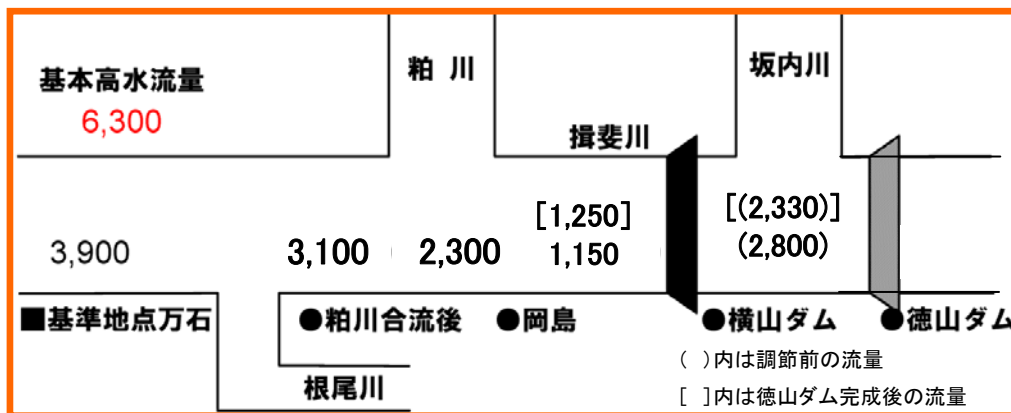 粕 川
坂内川
基本高水流量
6,300
揖斐川
[1,250]
[(2,330)]
3,900
3,100
2,300
1,150
(2,800)
■基準地点万石
●粕川合流後
●岡島
●横山ダム
●徳山ダム
( )内は調節前の流量
根尾川
[ ]内は徳山ダム完成後の流量